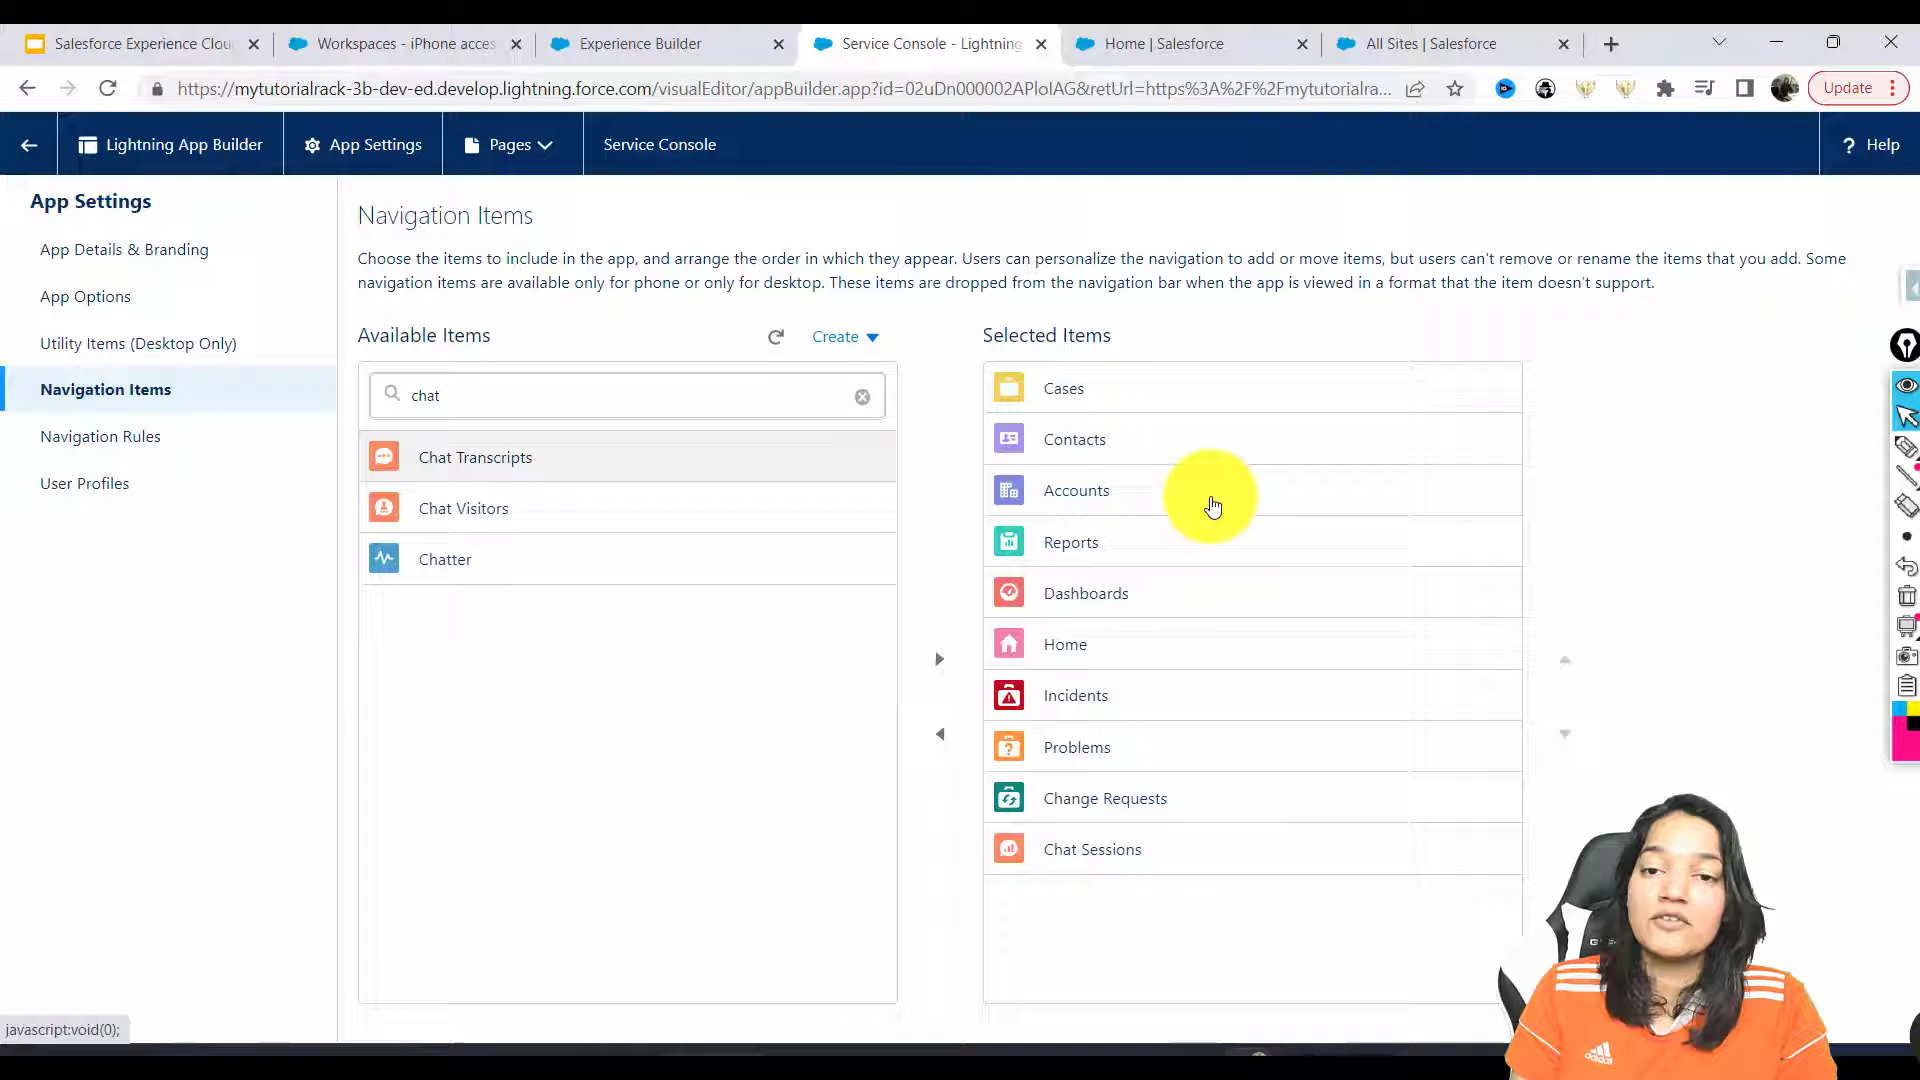 Salesforce Experience Clou
Workspaces - iPhone acces
Experience Builder
Service Console - Lightning
Home | Salesforce
All Sites | Salesforce
https://mytutorialrack-3b-dev-ed.develop.lightning.force.com/visualEditor/appBuilder.app?id=02uDn000002APloIAG&retUrl=https%3A%2F%2Fmytutorialra...
Update
Lightning App Builder
App Settings
Pages
Service Console
? Help
App Settings
App Details & Branding
App Options
Utility Items (Desktop Only)
Navigation Items
Navigation Rules
User Profiles
Navigation Items
Choose the items to include in the app, and arrange the order in which they appear. Users can personalize the navigation to add or move items, but users can't remove or rename the items that you add. Some
navigation items are available only for phone or only for desktop. These items are dropped from the navigation bar when the app is viewed in a format that the item doesn't support.
Available Items
Create
chat
Chat Transcripts
Chat Visitors
Chatter
Selected Items
Cases
Contacts
Accounts
Reports
Dashboards
Home
Incidents
Problems
Change Requests
Chat Sessions
javascript:void(0);
adidas